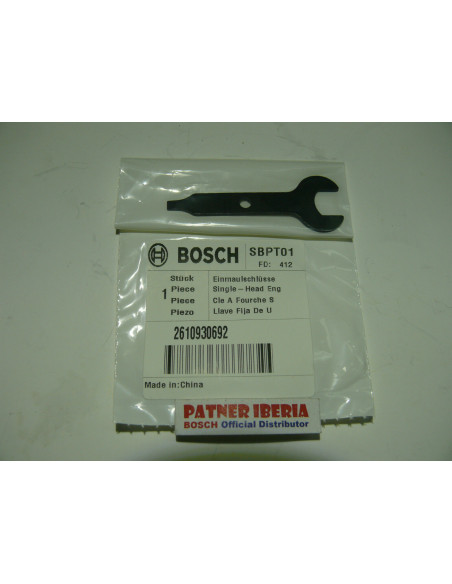 BOSCH SBPT01
FD: 412
Stück Einmaulschlüsse
1 Piece Single - Head Eng
Piece Cle A Fourche S
Piezo Llave Fija De U
2610930692
Made in:China
PATNER IBERIA
BOSCH Official Distributor